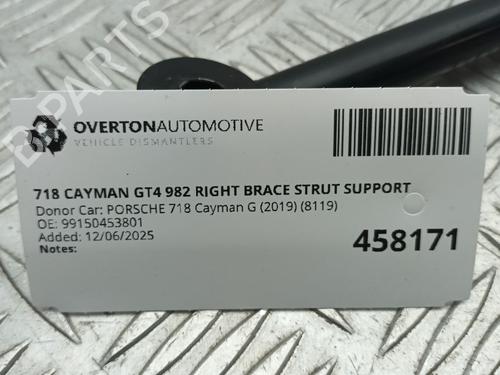 OVERTONAUTOMOTIVE
VEHICLE DISMANTLERS
718 CAYMAN GT4 982 RIGHT BRACE STRUT SUPPORT
Donor Car: PORSCHE 718 Cayman G (2019) (8119)
OE: 99150453801
Added: 12/06/2025
Notes:
458171
B-PARTS